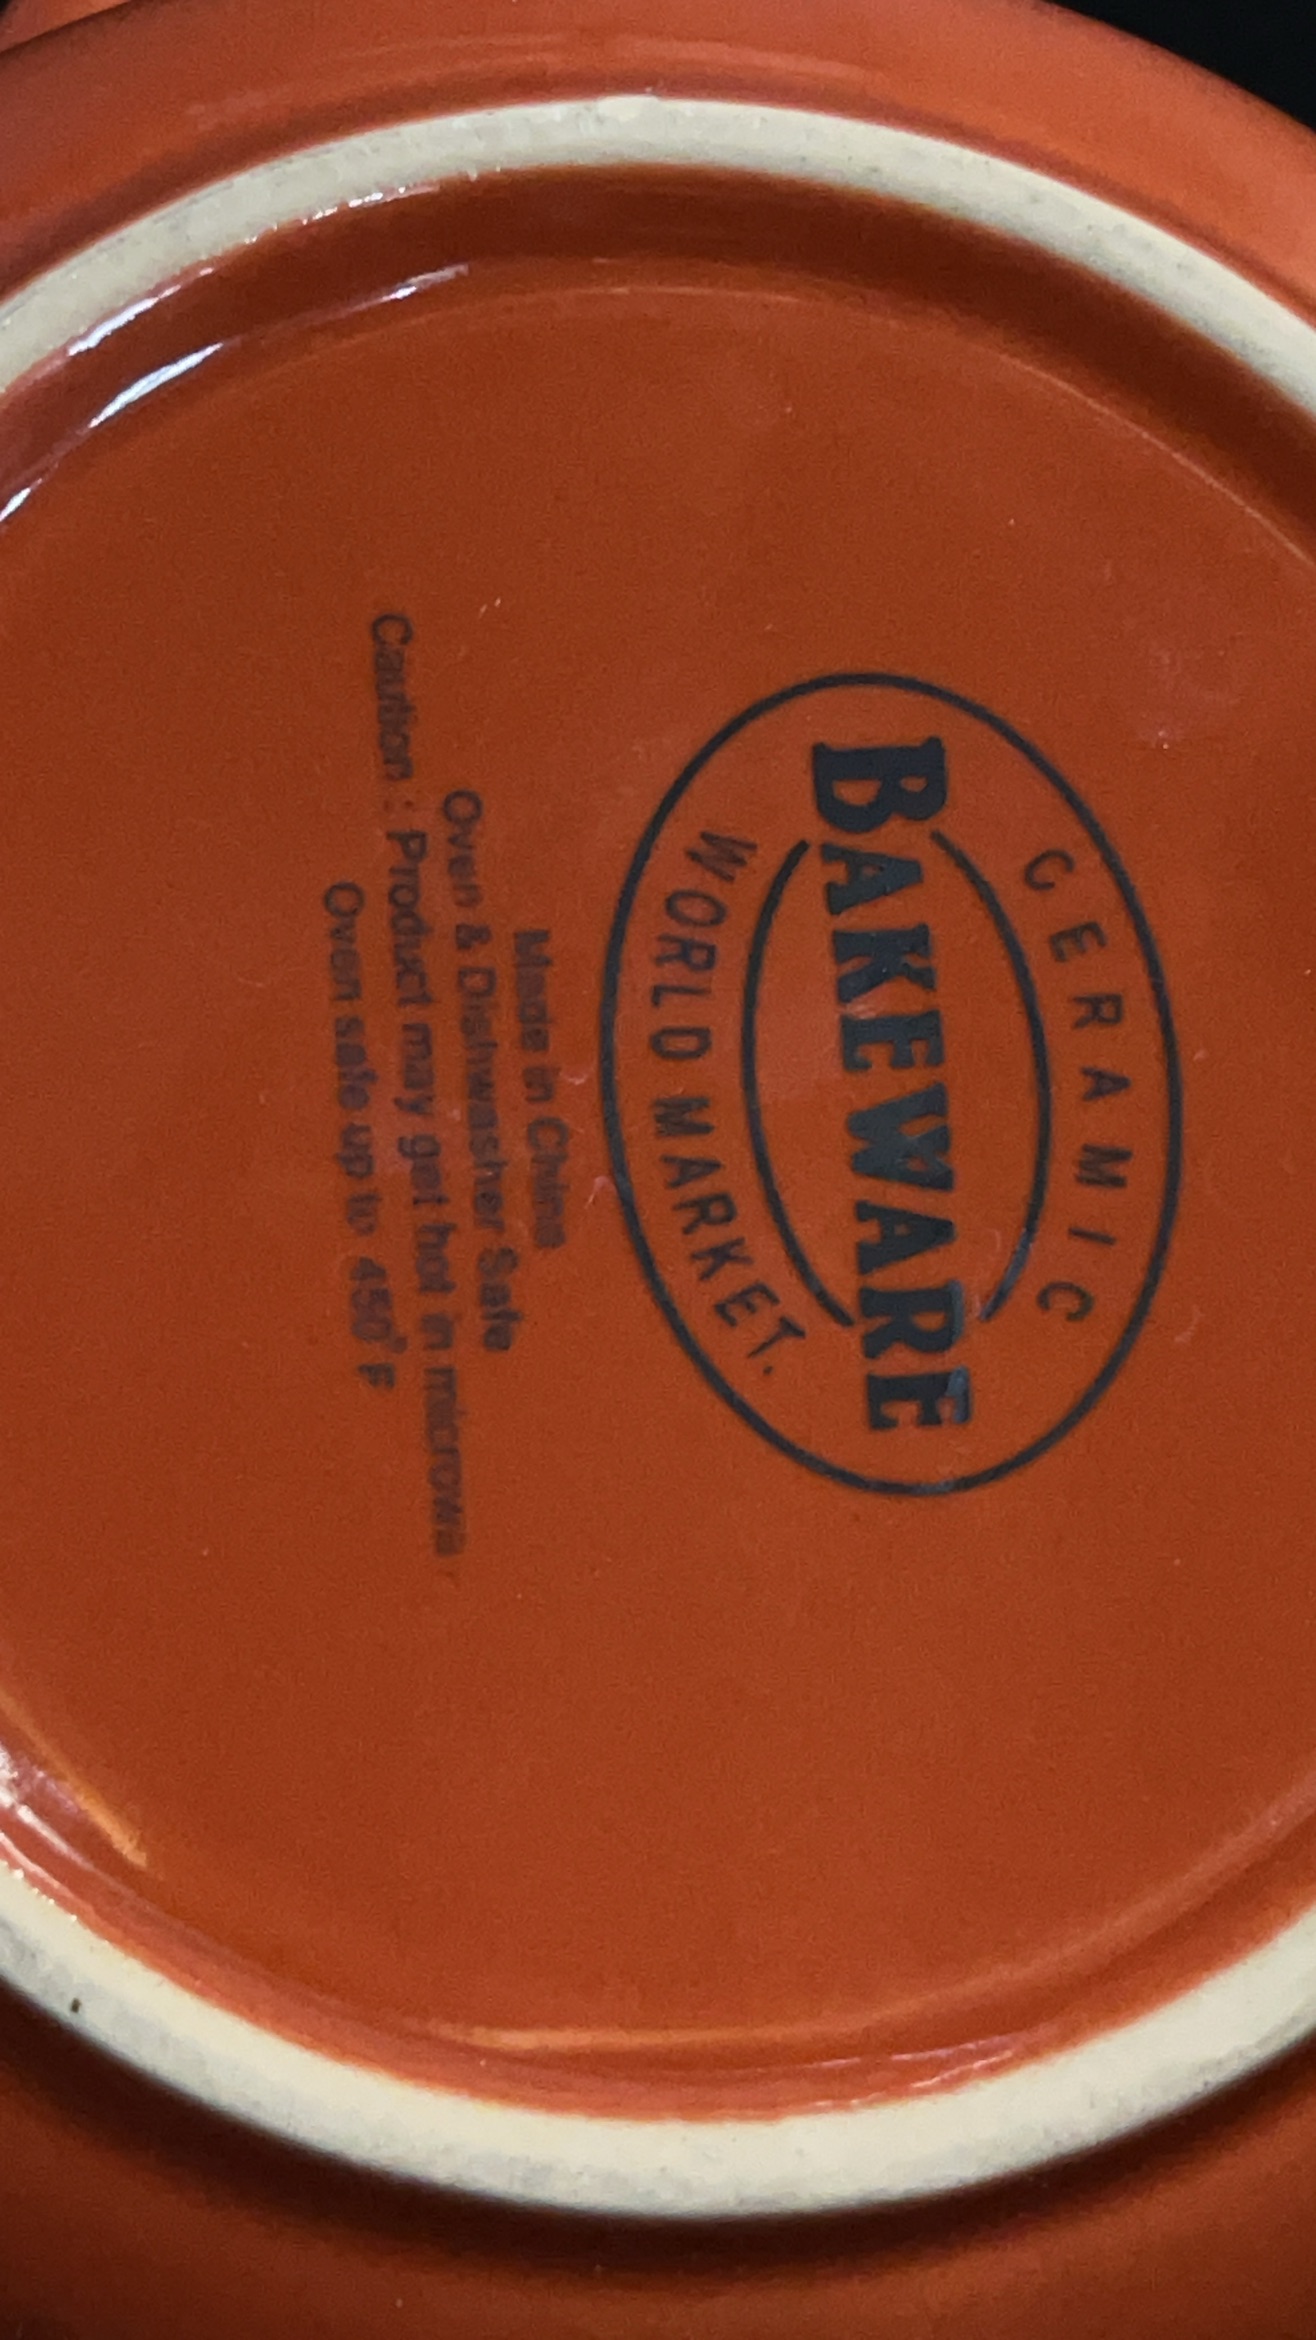 CERAMIC
BAKEWARE
WORLD MARKET.
Made in China
Oven & Dishwasher Safe
Caution : Product may get hot in microwa
Oven safe up to 450°F